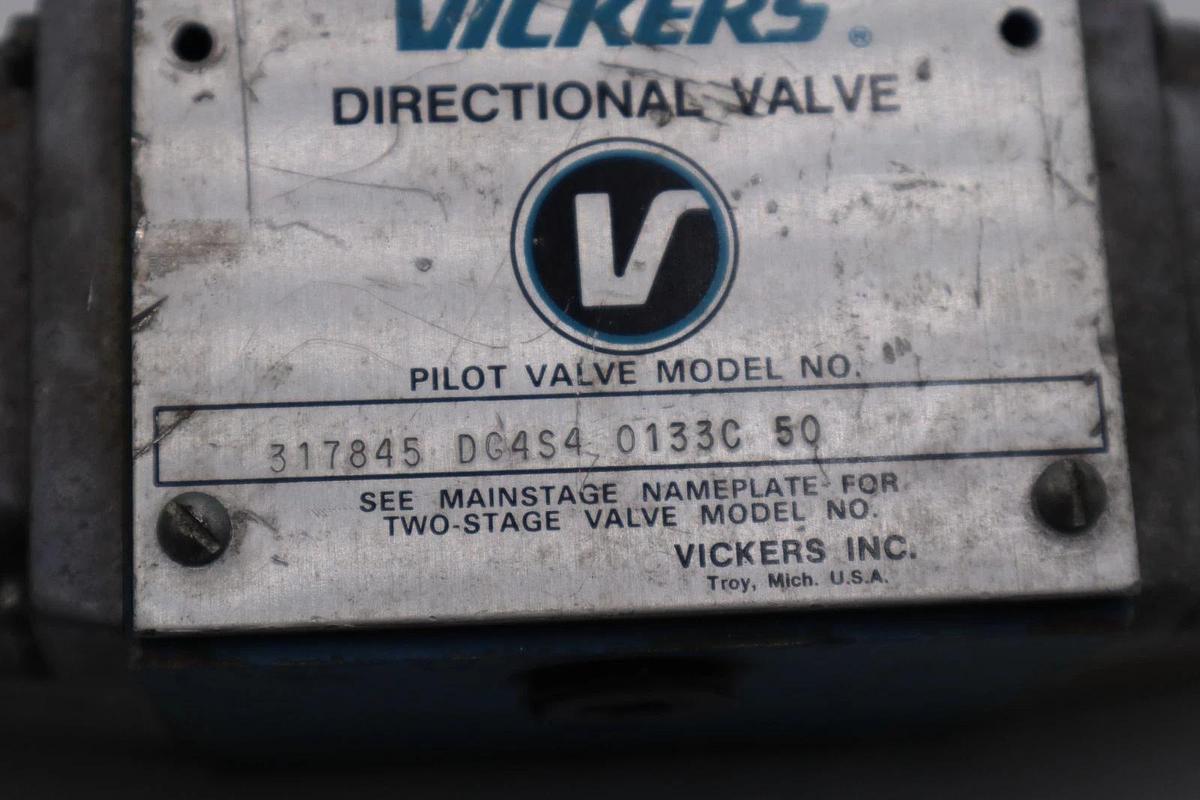 VICKERS ®
DIRECTIONAL VALVE
V
PILOT VALVE MODEL NO.
317845 DG4S4 0133C 50
SEE MAINSTAGE NAMEPLATE FOR
TWO-STAGE VALVE MODEL NO.
VICKERS INC.
Troy, Mich. U.S.A.